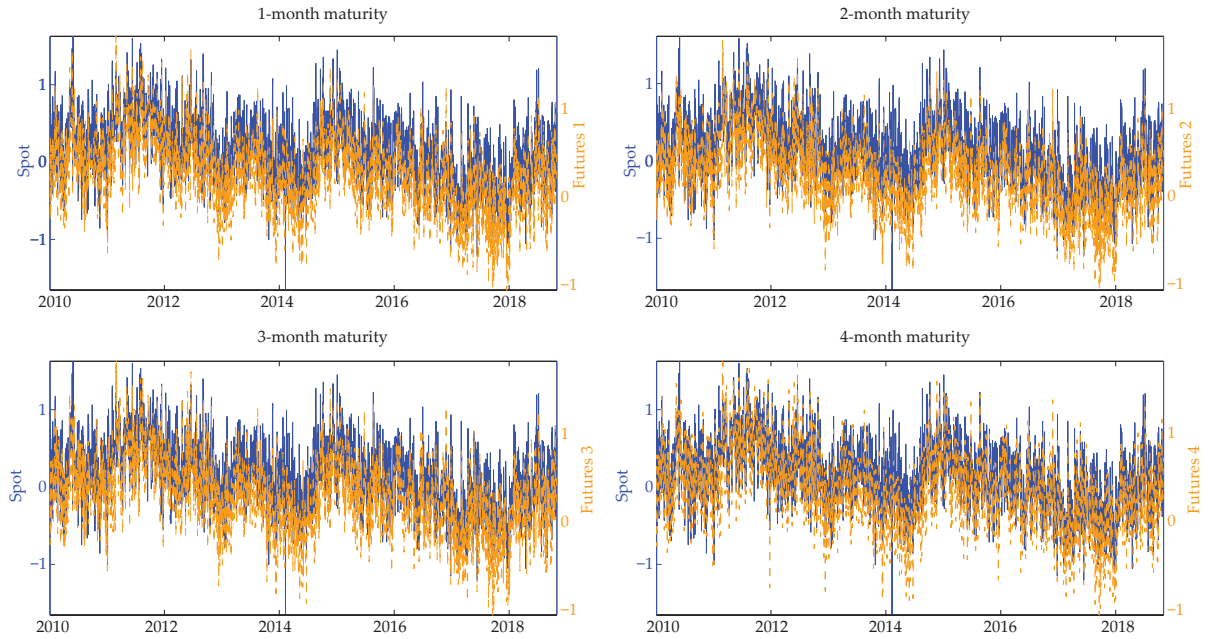 1-month maturity
1
0
−1
Spot
1
0
−1
Futures 1
2010 2012 2014 2016 2018
2-month maturity
1
0
−1
Spot
1
0
−1
Futures 2
2010 2012 2014 2016 2018
3-month maturity
1
0
−1
Spot
1
0
−1
Futures 3
2010 2012 2014 2016 2018
4-month maturity
1
0
−1
Spot
1
0
−1
Futures 4
2010 2012 2014 2016 2018